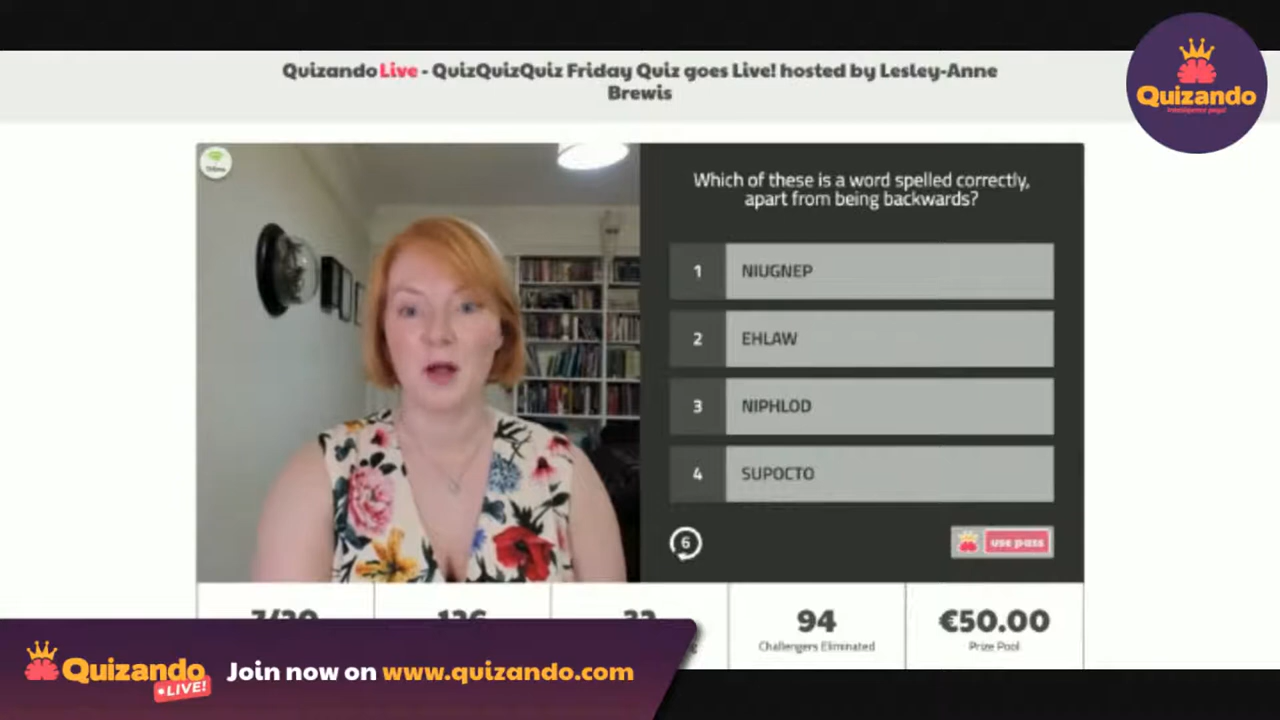 Quizando Live - QuizQuizQuiz Friday Quiz goes Live! hosted by Lesley-Anne
Brewis
Quizando
Which of these is a word spelled correctly,
apart from being backwards?
1 NIUGNEP
2 EHLAW
3 NIPHLOD
4 SUPOCTO
6
use pass
94
Challengers Eliminated
€50.00
Prize Pool
Quizando
LIVE!
Join now on www.quizando.com